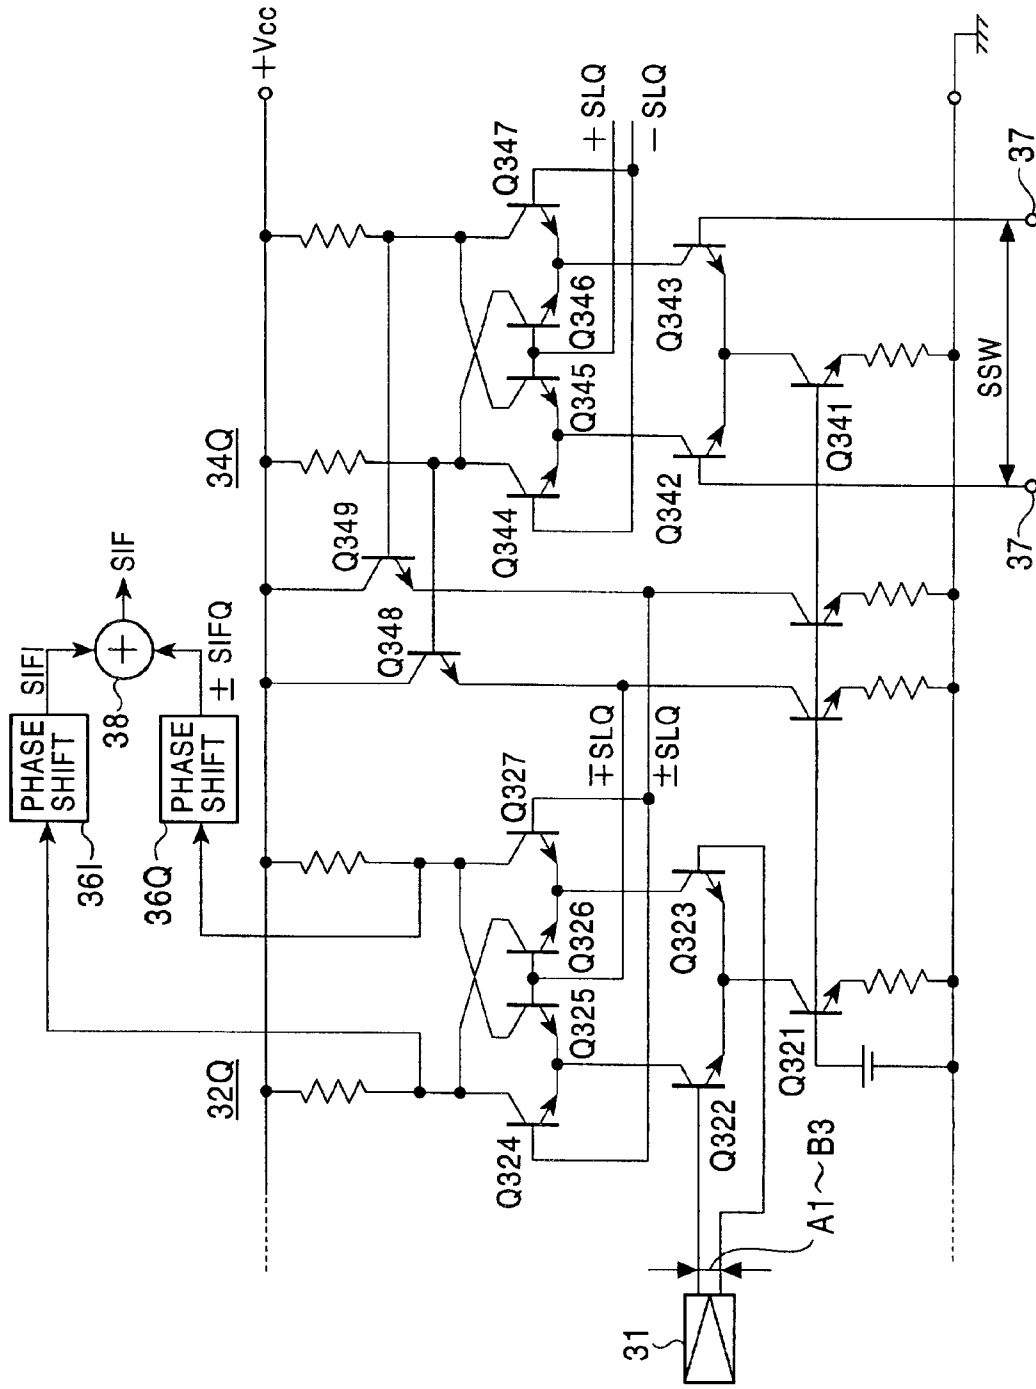 PHASE SHIFT
36I
SIFI
38
SIF
PHASE SHIFT
36Q
± SIFQ
+Vcc
32Q
34Q
Q349
Q348
Q324
Q325
Q326
Q327
∓SLQ
±SLQ
Q344
Q345
Q346
Q347
+SLQ
−SLQ
Q322
Q323
Q342
Q343
31
A1～B3
Q321
Q341
SSW
37
37